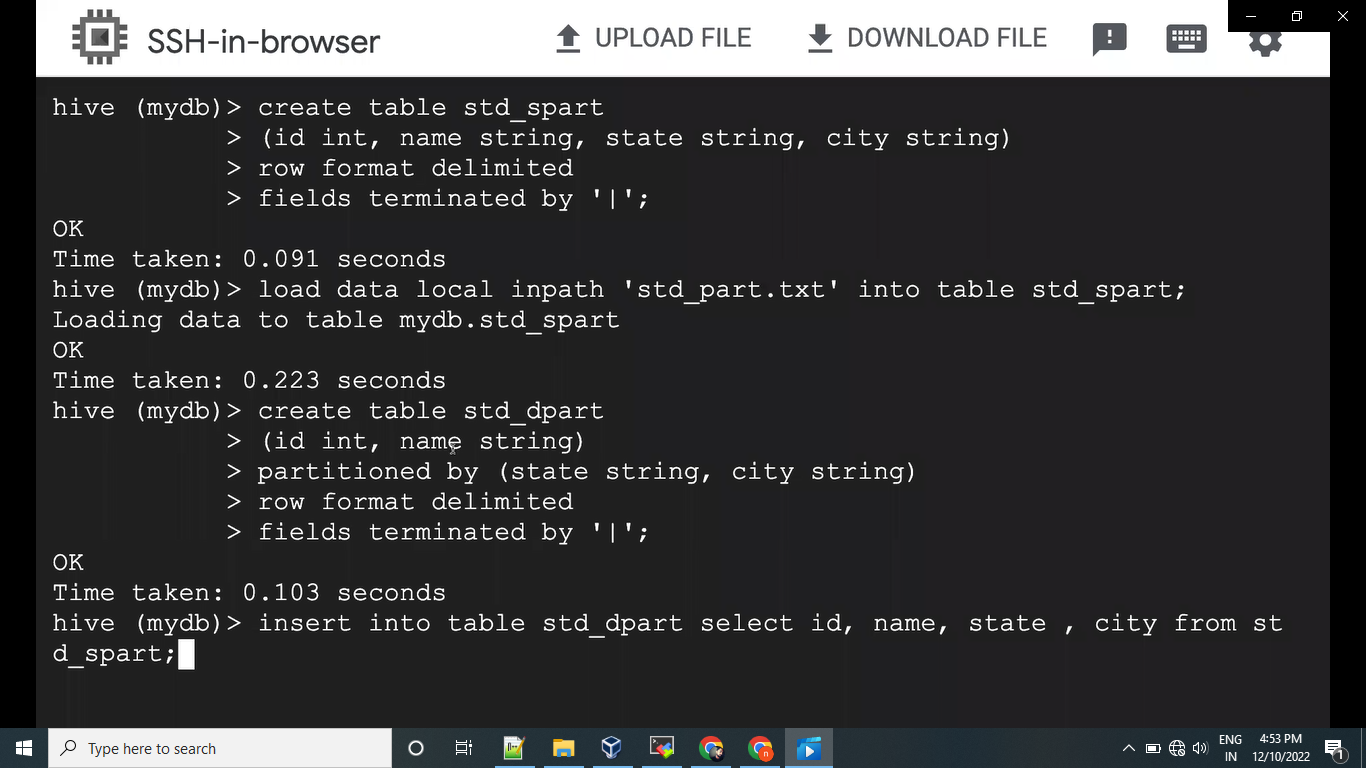 SSH-in-browser
UPLOAD FILE
DOWNLOAD FILE
hive (mydb)> create table std_spart
> (id int, name string, state string, city string)
> row format delimited
> fields terminated by '|';
OK
Time taken: 0.091 seconds
hive (mydb)> load data local inpath 'std_part.txt' into table std_spart;
Loading data to table mydb.std_spart
OK
Time taken: 0.223 seconds
hive (mydb)> create table std_dpart
> (id int, name string)
> partitioned by (state string, city string)
> row format delimited
> fields terminated by '|';
OK
Time taken: 0.103 seconds
hive (mydb)> insert into table std_dpart select id, name, state , city from st
d_spart;
Type here to search
ENG
IN
4:53 PM
12/10/2022
1